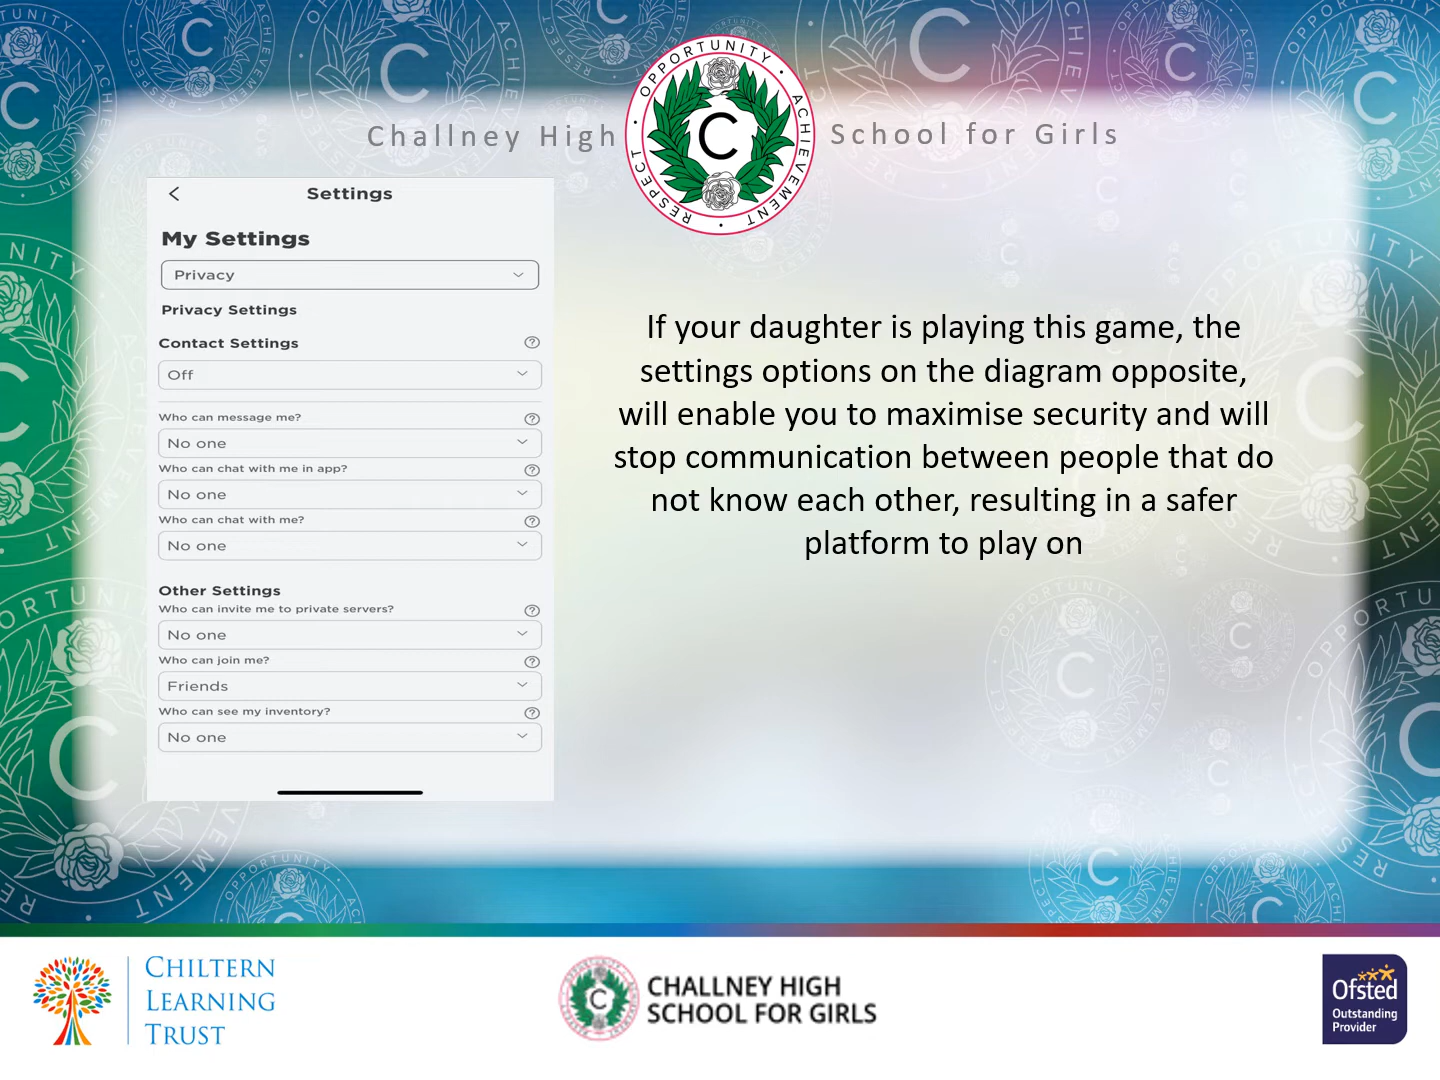 Challney High School for Girls
OPPORTUNITY · ACHIEVEMENT · RESPECT ·
C
Settings
My Settings
Privacy
Privacy Settings
Contact Settings
Off
Who can message me?
No one
Who can chat with me in app?
No one
Who can chat with me?
No one
Other Settings
Who can invite me to private servers?
No one
Who can join me?
Friends
Who can see my inventory?
No one
If your daughter is playing this game, the
settings options on the diagram opposite,
will enable you to maximise security and will
stop communication between people that do
not know each other, resulting in a safer
platform to play on
CHILTERN
LEARNING
TRUST
C
CHALLNEY HIGH
SCHOOL FOR GIRLS
Ofsted
Outstanding
Provider